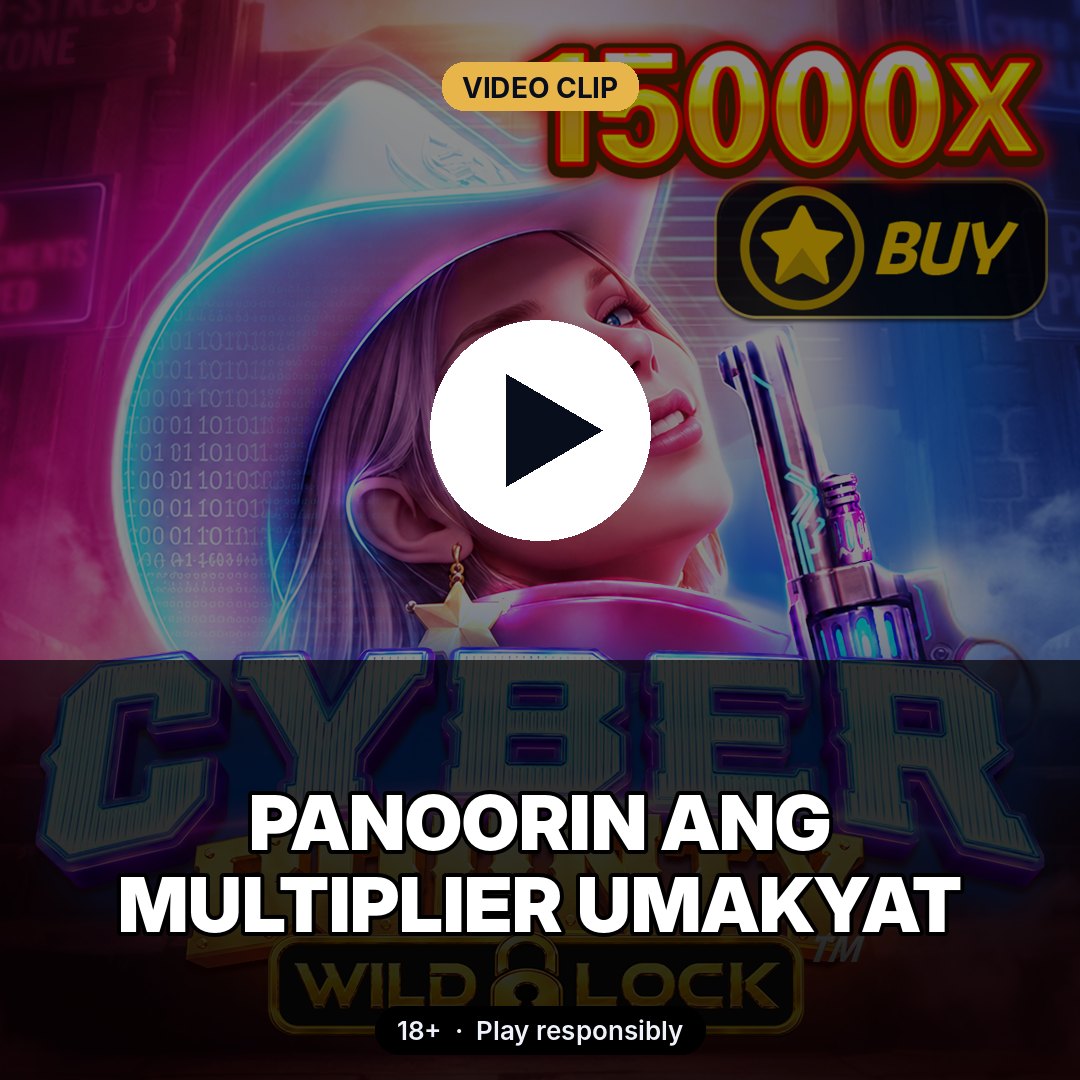 VIDEO CLIP
15000X
BUY
CYBER
PANOORIN ANG
MULTIPLIER UMAKYAT
WILD LOCK
TM
18+ · Play responsibly